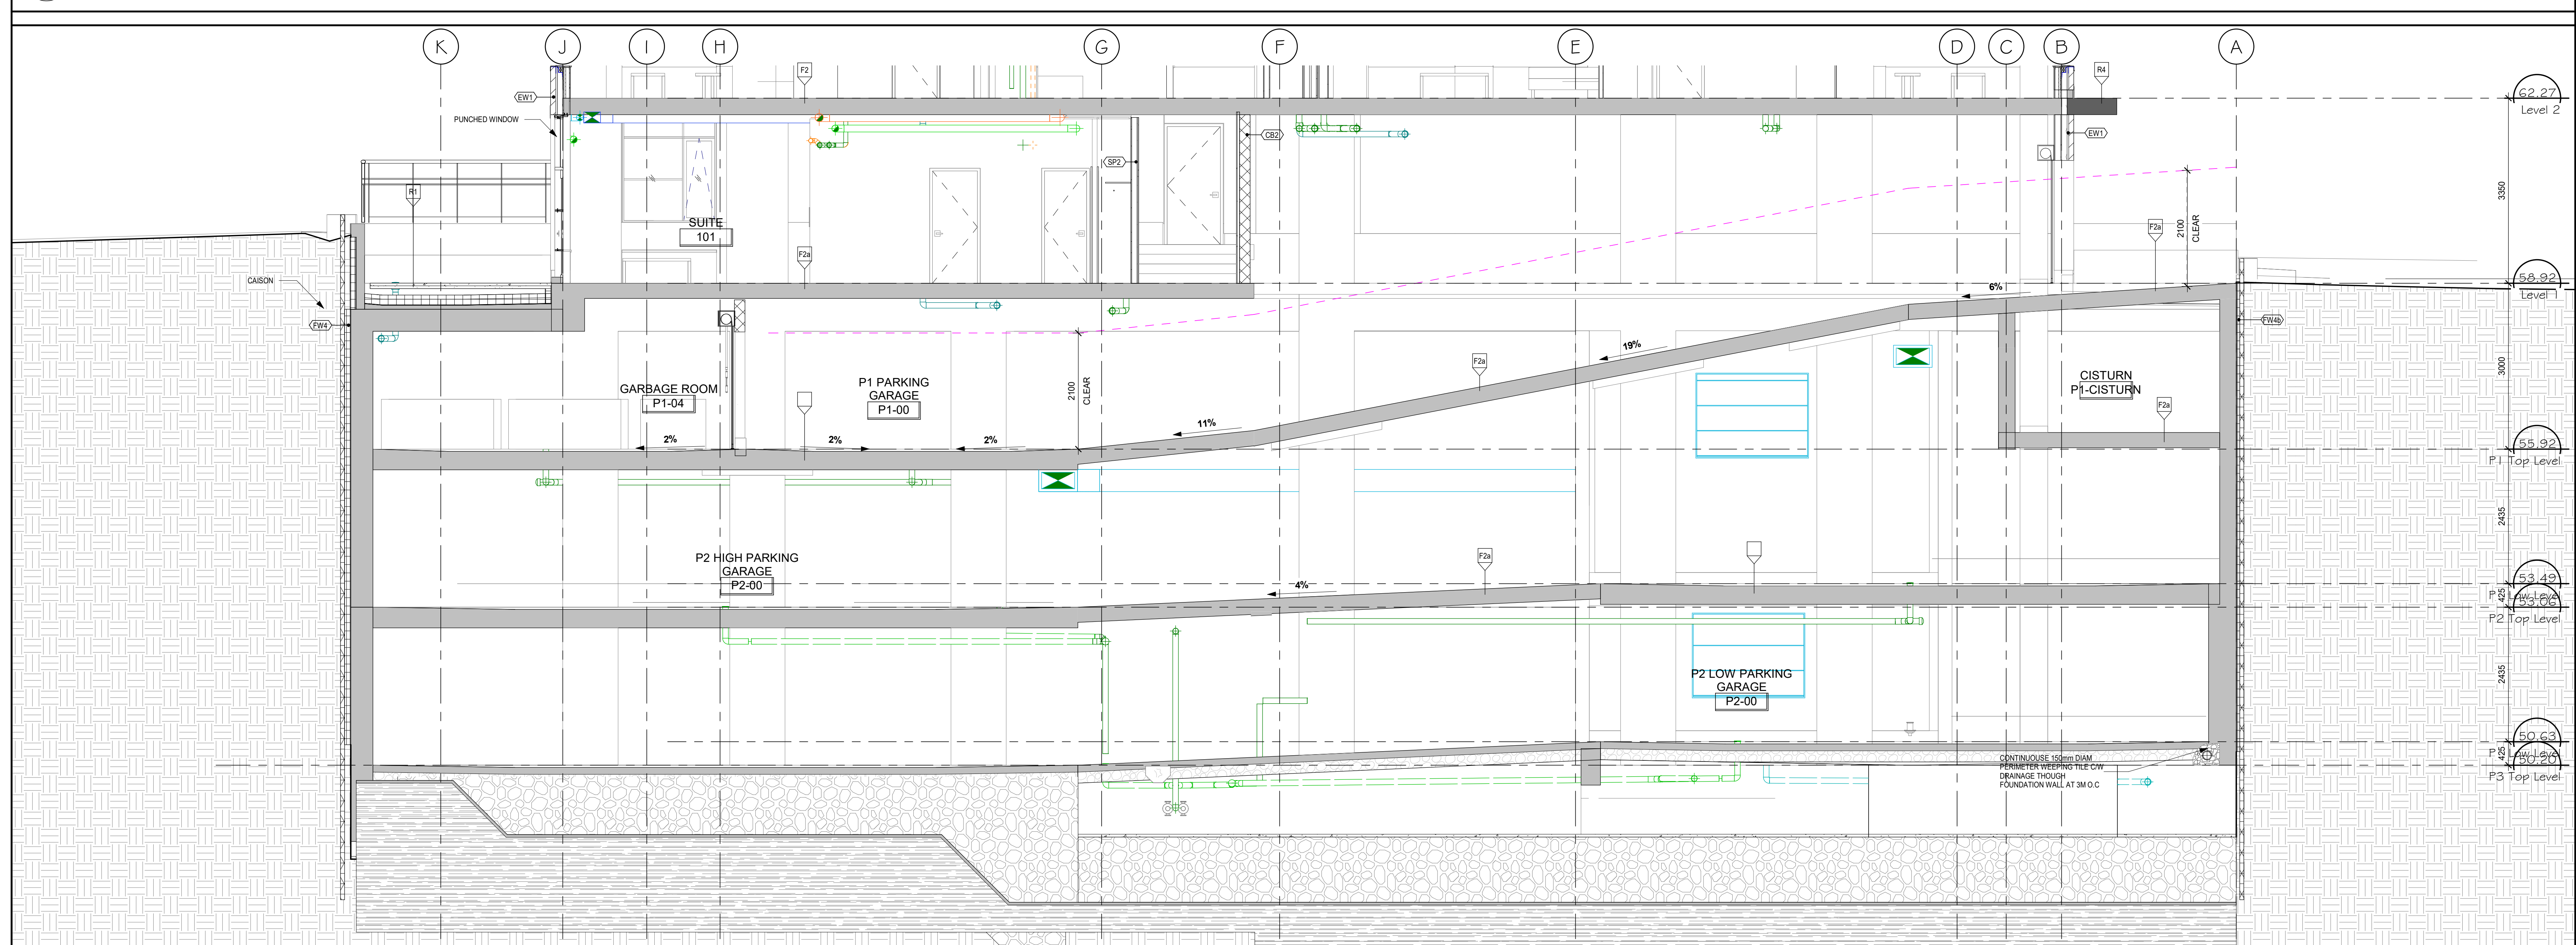 K
J
I
H
G
F
E
D
C
B
A
F2
R4
EW1
PUNCHED WINDOW
62.27
Level 2
CB2
EW1
SP2
R1
SUITE
101
3350
2100
CLEAR
F2a
F2a
CAISON
FW4
58.92
Level 1
6%
FW4b
19%
F2a
2100
CLEAR
GARBAGE ROOM
P1-04
P1 PARKING
GARAGE
P1-00
3000
CISTURN
P1-CISTURN
F2a
11%
2%
2%
2%
55.92
P1 Top Level
2435
P2 HIGH PARKING
GARAGE
P2-00
F2a
4%
53.49
425
53.06
P2 Top Level
2435
P2 LOW PARKING
GARAGE
P2-00
50.63
425
50.20
P3 Top Level
CONTINUOUSE 150mm DIAM
PERIMETER WEEPING TILE C/W
DRAINAGE THOUGH
FOUNDATION WALL AT 3M O.C